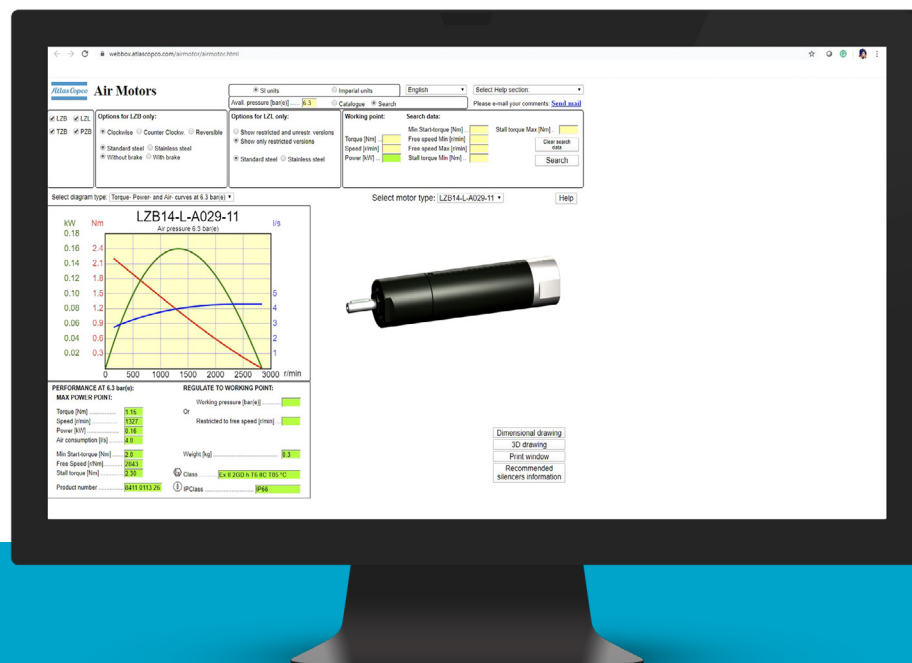 webbox.atlascopco.com/airmotor/airmotor.html
Atlas Copco Air Motors
SI units Imperial units English Select Help section:
Avail. pressure [bar(e)] ...... 6.3 Catalogue Search Please e-mail your comments: Send mail
LZB LZL
TZB PZB
Options for LZB only:
Clockwise Counter Clockw. Reversible
Standard steel Stainless steel
Without brake With brake
Options for LZL only:
Show restricted and unrestr. versions
Show only restricted versions
Standard steel Stainless steel
Working point:
Torque [Nm] ...
Speed [r/min]
Power [kW] ...
Search data:
Min Start-torque [Nm] ..
Free speed Min [r/min]
Free speed Max [r/min]
Stall torque Min [Nm] ..
Stall torque Max [Nm] ..
Clear search data
Search
Select diagram type: Torque- Power- and Air- curves at 6.3 bar(e)
Select motor type: LZB14-L-A029-11 Help
LZB14-L-A029-11
Air pressure 6.3 bar(e)
kW Nm l/s
0.18
0.16 2.4
0.14 2.1
0.12 1.8
0.10 1.5 5
0.08 1.2 4
0.06 0.9 3
0.04 0.6 2
0.02 0.3 1
0 500 1000 1500 2000 2500 3000 r/min
PERFORMANCE AT 6.3 bar(e):
MAX POWER POINT:
Torque [Nm] ................ 1.15
Speed [r/min] ................ 1327
Power [kW] ................ 0.16
Air consumption [l/s] ........ 4.0
Min Start-torque [Nm] ...... 2.0
Free Speed [r/Nm] .......... 2843
Stall torque [Nm] ............ 2.30
Product number ............ 8411 0113 26
REGULATE TO WORKING POINT:
Working pressure [bar(e)] ............
Or
Restricted to free speed [r/min] ...
Weight [kg] ................ 0.3
Class ............ Ex II 2GD h T6 IIC T85 °C
IPClass ................ IP66
Dimensional drawing
3D drawing
Print window
Recommended
silencers information